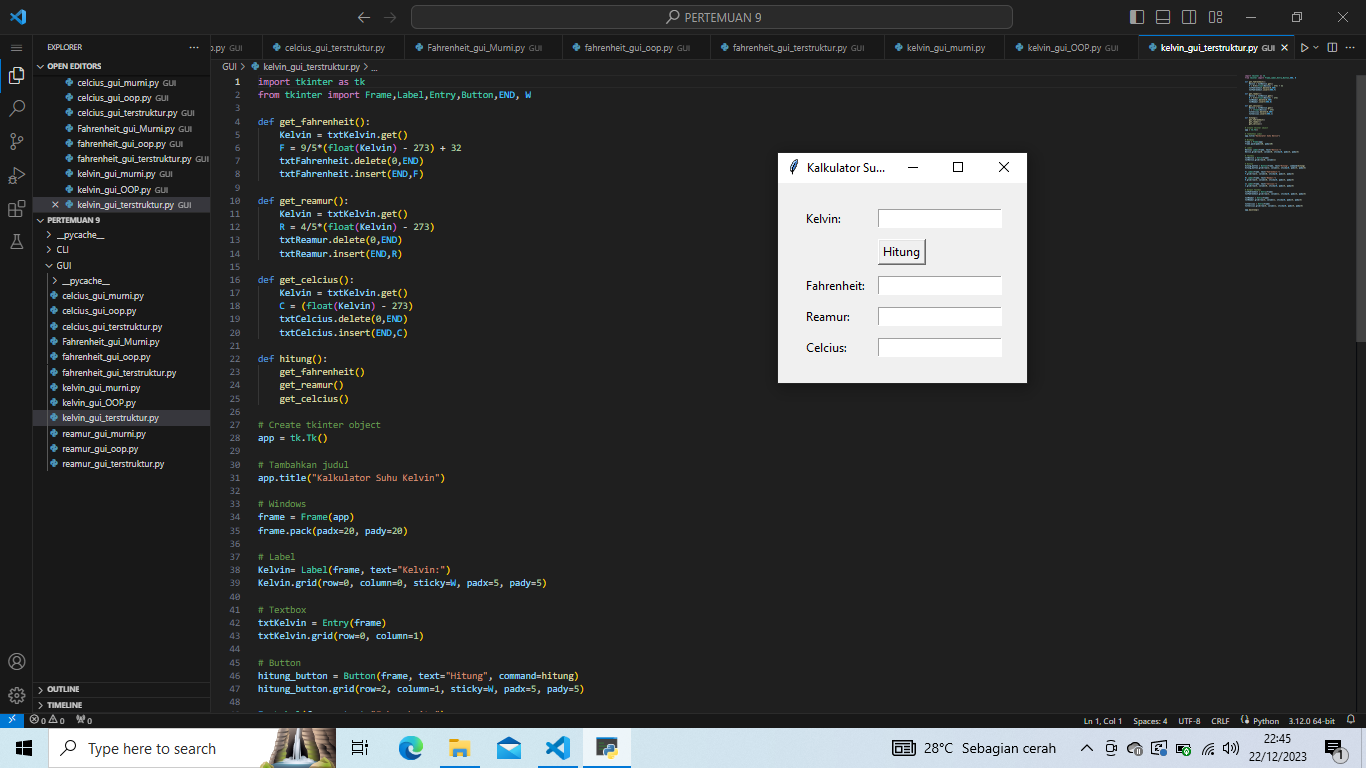 PERTEMUAN 9
EXPLORER
OPEN EDITORS
celcius_gui_murni.py GUI
celcius_gui_oop.py GUI
celcius_gui_terstruktur.py GUI
Fahrenheit_gui_Murni.py GUI
fahrenheit_gui_oop.py GUI
fahrenheit_gui_terstruktur.py GUI
kelvin_gui_murni.py GUI
kelvin_gui_OOP.py GUI
kelvin_gui_terstruktur.py GUI
PERTEMUAN 9
__pycache__
CLI
GUI
__pycache__
celcius_gui_murni.py
celcius_gui_oop.py
celcius_gui_terstruktur.py
Fahrenheit_gui_Murni.py
fahrenheit_gui_oop.py
fahrenheit_gui_terstruktur.py
kelvin_gui_murni.py
kelvin_gui_OOP.py
kelvin_gui_terstruktur.py
reamur_gui_murni.py
reamur_gui_oop.py
reamur_gui_terstruktur.py
OUTLINE
TIMELINE
p.py GUI celcius_gui_terstruktur.py Fahrenheit_gui_Murni.py GUI fahrenheit_gui_oop.py GUI fahrenheit_gui_terstruktur.py GUI kelvin_gui_murni.py kelvin_gui_OOP.py GUI kelvin_gui_terstruktur.py GUI
GUI > kelvin_gui_terstruktur.py > ...
1 import tkinter as tk
2 from tkinter import Frame,Label,Entry,Button,END, W
3
4 def get_fahrenheit():
5 Kelvin = txtKelvin.get()
6 F = 9/5*(float(Kelvin) - 273) + 32
7 txtFahrenheit.delete(0,END)
8 txtFahrenheit.insert(END,F)
9
10 def get_reamur():
11 Kelvin = txtKelvin.get()
12 R = 4/5*(float(Kelvin) - 273)
13 txtReamur.delete(0,END)
14 txtReamur.insert(END,R)
15
16 def get_celcius():
17 Kelvin = txtKelvin.get()
18 C = (float(Kelvin) - 273)
19 txtCelcius.delete(0,END)
20 txtCelcius.insert(END,C)
21
22 def hitung():
23 get_fahrenheit()
24 get_reamur()
25 get_celcius()
26
27 # Create tkinter object
28 app = tk.Tk()
29
30 # Tambahkan judul
31 app.title("Kalkulator Suhu Kelvin")
32
33 # Windows
34 frame = Frame(app)
35 frame.pack(padx=20, pady=20)
36
37 # Label
38 Kelvin= Label(frame, text="Kelvin:")
39 Kelvin.grid(row=0, column=0, sticky=W, padx=5, pady=5)
40
41 # Textbox
42 txtKelvin = Entry(frame)
43 txtKelvin.grid(row=0, column=1)
44
45 # Button
46 hitung_button = Button(frame, text="Hitung", command=hitung)
47 hitung_button.grid(row=2, column=1, sticky=W, padx=5, pady=5)
48
Kalkulator Su...
Kelvin:
Hitung
Fahrenheit:
Reamur:
Celcius:
0 0 0
Ln 1, Col 1 Spaces: 4 UTF-8 CRLF Python 3.12.0 64-bit
Type here to search
28°C Sebagian cerah
22:45
22/12/2023
1